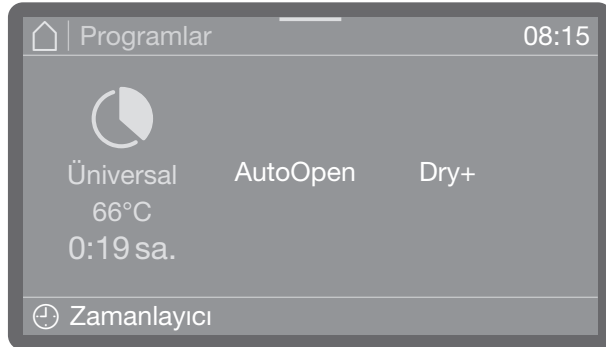 Programlar 08:15
Üniversal AutoOpen Dry+
66°C
0:19 sa.
Zamanlayıcı